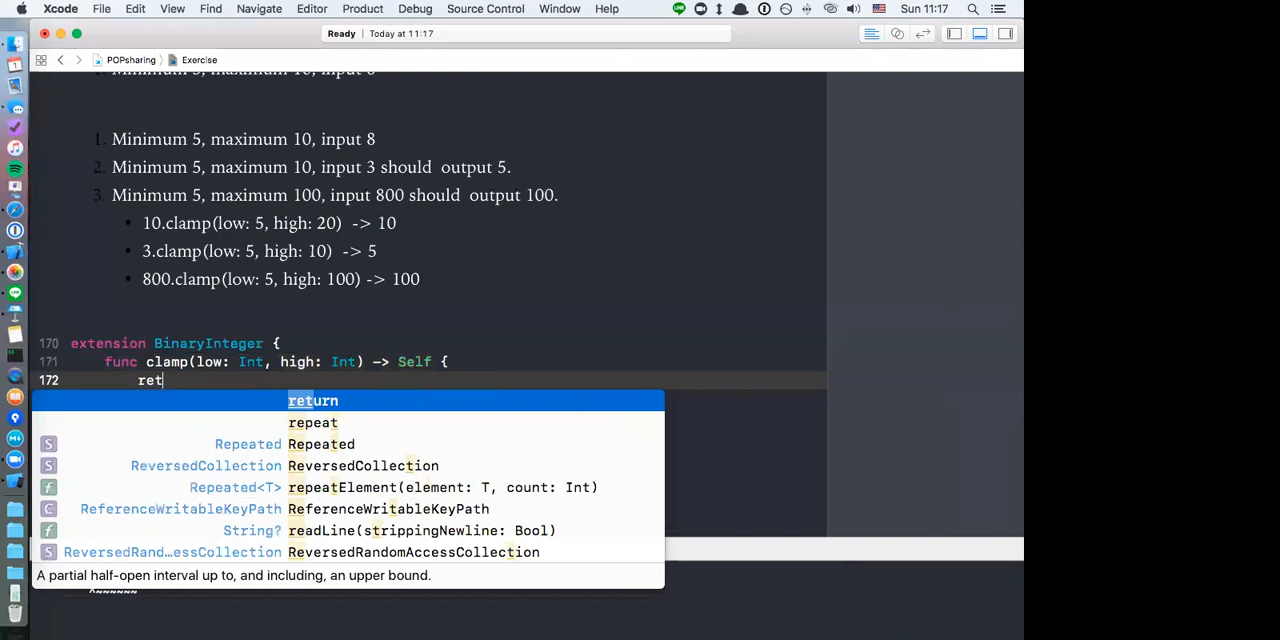 Xcode File Edit View Find Navigate Editor Product Debug Source Control Window Help Sun 11:17
Ready | Today at 11:17
POPsharing Exercise
1. Minimum 5, maximum 10, input 8
2. Minimum 5, maximum 10, input 3 should output 5.
3. Minimum 5, maximum 100, input 800 should output 100.
• 10.clamp(low: 5, high: 20) -> 10
• 3.clamp(low: 5, high: 10) -> 5
• 800.clamp(low: 5, high: 100) -> 100
170 extension BinaryInteger {
171 func clamp(low: Int, high: Int) -> Self {
172 ret
return
repeat
S Repeated Repeated
S ReversedCollection ReversedCollection
f Repeated<T> repeatElement(element: T, count: Int)
C ReferenceWritableKeyPath ReferenceWritableKeyPath
f String? readLine(strippingNewline: Bool)
S ReversedRand…essCollection ReversedRandomAccessCollection
A partial half-open interval up to, and including, an upper bound.
^~~~~~~